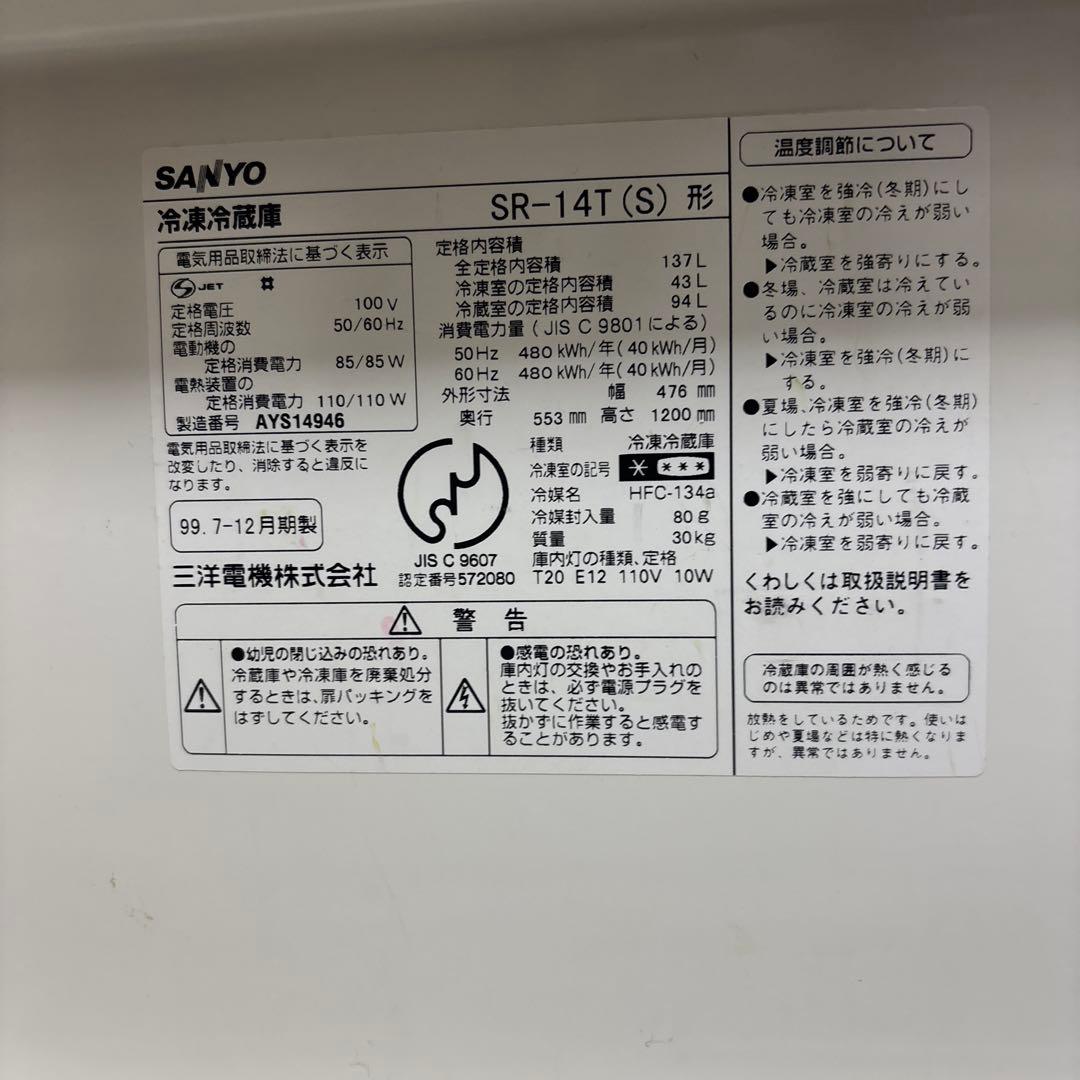 SANYO
冷凍冷蔵庫
SR-14T(S) 形
電気用品取締法に基づく表示
S JET
定格電圧 100V
定格周波数 50/60Hz
電動機の
定格消費電力 85/85W
電熱装置の
定格消費電力 110/110W
製造番号 AYS14946
電気用品取締法に基づく表示を
改変したり、消除すると違反に
なります。
99.7-12月期製
三洋電機株式会社
定格内容積
全定格内容積 137L
冷凍室の定格内容積 43L
冷蔵室の定格内容積 94L
消費電力量(JIS C 9801による)
50Hz 480kWh/年(40kWh/月)
60Hz 480kWh/年(40kWh/月)
外形寸法 幅 476mm
奥行 553mm 高さ 1200mm
種類 冷凍冷蔵庫
冷凍室の記号 * ***
冷媒名 HFC-134a
冷媒封入量 80g
質量 30kg
庫内灯の種類、定格
T20 E12 110V 10W
JIS C 9607
認定番号572080
警告
●幼児の閉じ込みの恐れあり。
冷蔵庫や冷凍庫を廃棄処分
するときは、扉パッキングを
はずしてください。
●感電の恐れあり。
庫内灯の交換やお手入れの
ときは、必ず電源プラグを
抜いてください。
抜かずに作業すると感電す
ることがあります。
温度調節について
●冷凍室を強冷(冬期)にし
ても冷凍室の冷えが弱い
場合。
▶冷蔵室を強寄りにする。
●冬場、冷蔵室は冷えてい
るのに冷凍室の冷えが弱
い場合。
▶冷凍室を強冷(冬期)に
する。
●夏場、冷凍室を強冷(冬期)
にしたら冷蔵室の冷えが
弱い場合。
▶冷凍室を弱寄りに戻す。
●冷蔵室を強にしても冷蔵
室の冷えが弱い場合。
▶冷凍室を弱寄りに戻す。
くわしくは取扱説明書を
お読みください。
冷蔵庫の周囲が熱く感じる
のは異常ではありません。
放熱をしているためです。使いは
じめや夏場などは特に熱くなりま
すが、異常ではありません。